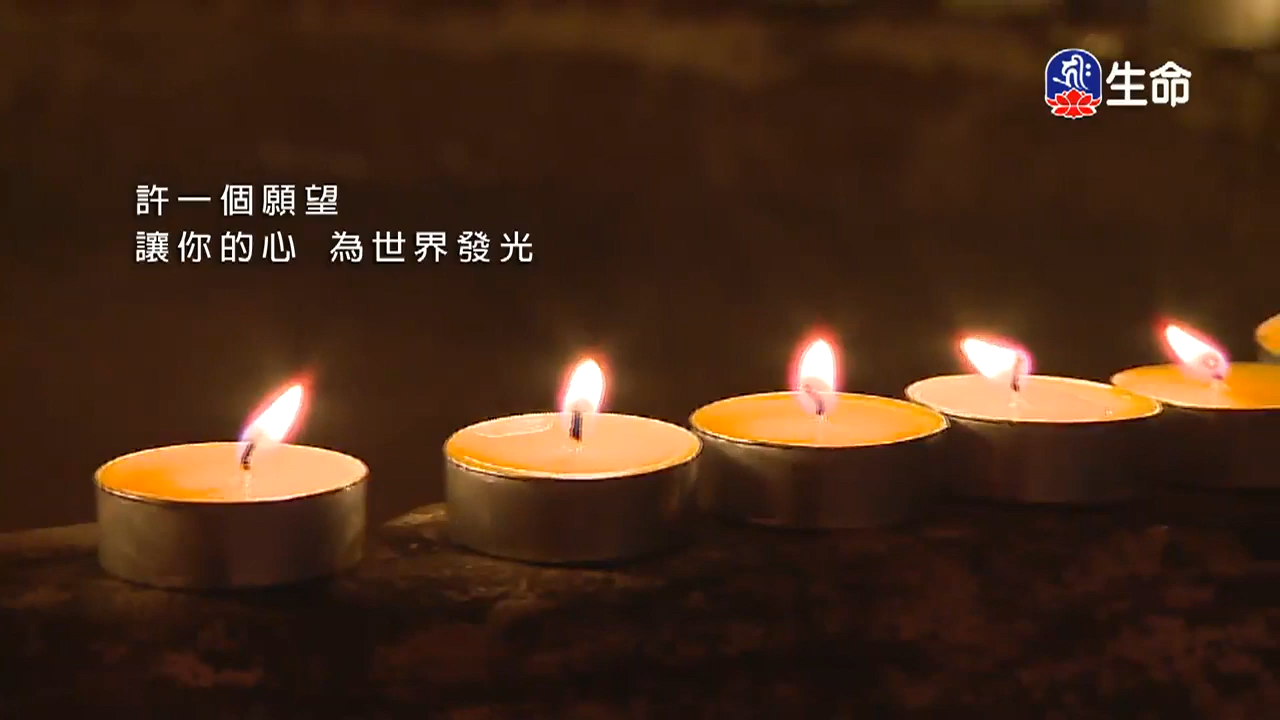 生命
許一個願望
讓你的心 為世界發光